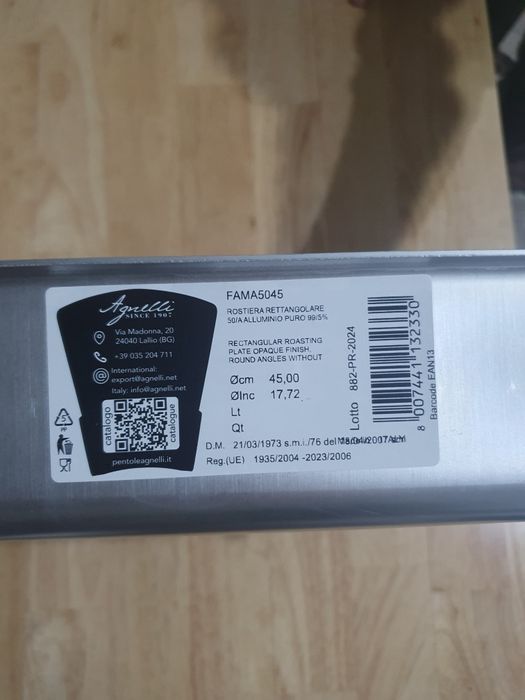 Agnelli
SINCE 1907
Via Madonna, 20
24040 Lallio (BG)
+39 035 204 711
International:
export@agnelli.net
Italy: info@agnelli.net
catalogo
catalogue
pentoleagnelli.it
PP
FAMA5045
ROSTIERA RETTANGOLARE
50/A ALLUMINIO PURO 99/5%
RECTANGULAR ROASTING
PLATE OPAQUE FINISH.
ROUND ANGLES WITHOUT
Øcm 45,00
ØInc 17,72
Lt
Qt
D.M. 21/03/1973 s.m.i./76 del
Reg.(UE) 1935/2004 -2023/2006
Lotto 882-PR-2024
8 007441 132330
Barcode EAN13